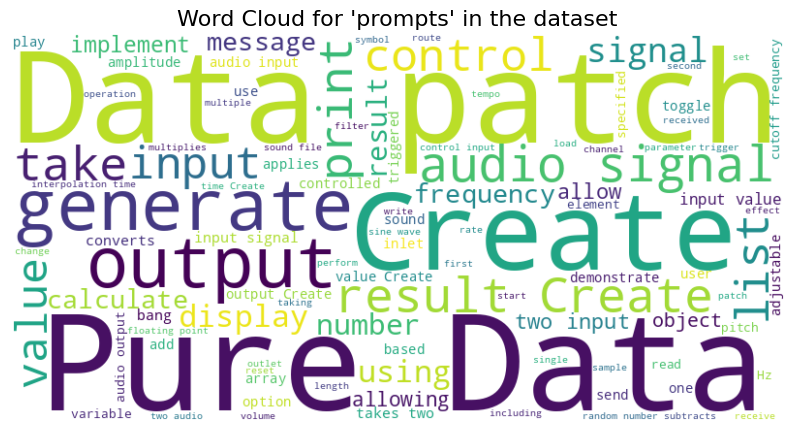 Word Cloud for 'prompts' in the dataset
play
implement
message
control
symbol
route
signal
second
set
amplitude
audio input
Data patch
print
result
triggered
operation
use
multiple
tempo
specified
toggle
received
cutoff frequency
filter
multiplies
sound file
control input
load
channel
parameter
trigger
take
input
applies
audio signal
interpolation time
time Create
controlled
generate
frequency
allow
element
input value
effect
converts
input signal
write
sound
sine wave
rate
inlet
Create
list
adjustable
change
value
output
perform
first
value Create
demonstrate
user
taking
calculate
output Create
result Create
start
patch
bang
display
number
two input
object
pitch
floating point
audio output
add
outlet
reset
array
based
using
single
sample
read
Hz
Pure Data
option
length
allowing
send
one
variable
two audio
volume
takes two
including
random number
subtracts
receive